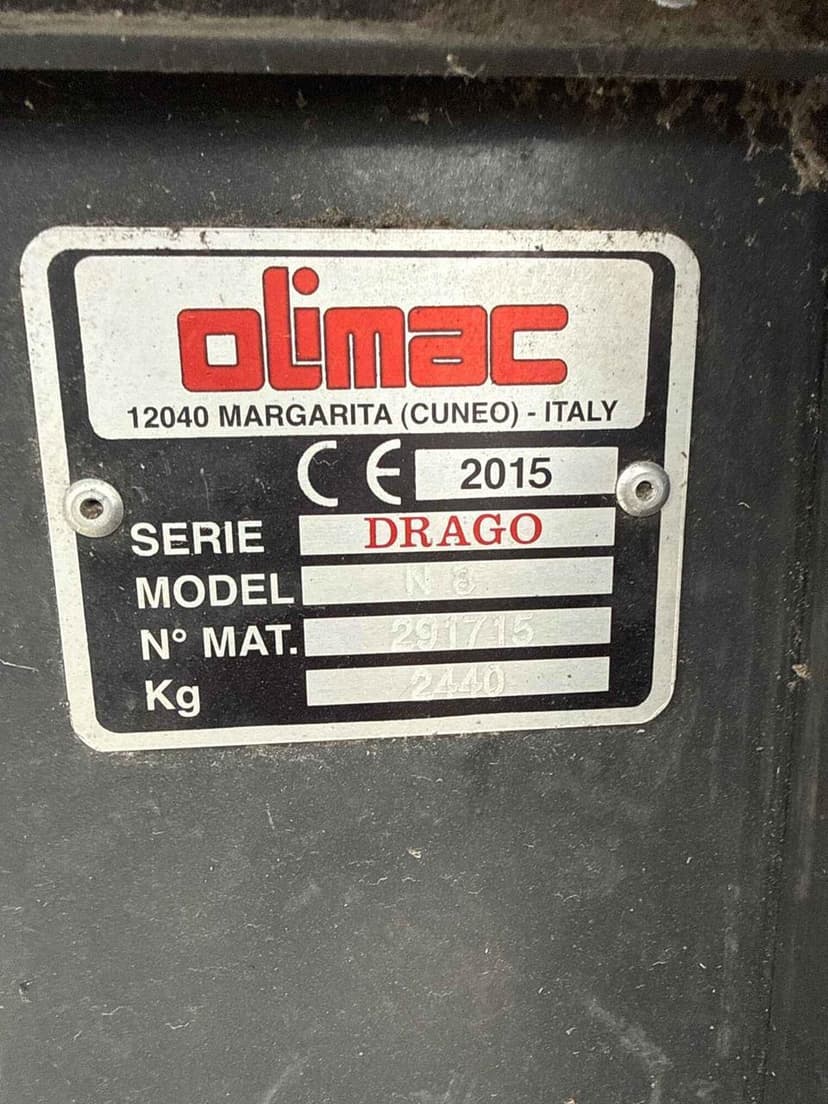 olimac
12040 MARGARITA (CUNEO) - ITALY
CE 2015
SERIE DRAGO
MODEL N 8
N° MAT. 291715
Kg 2440